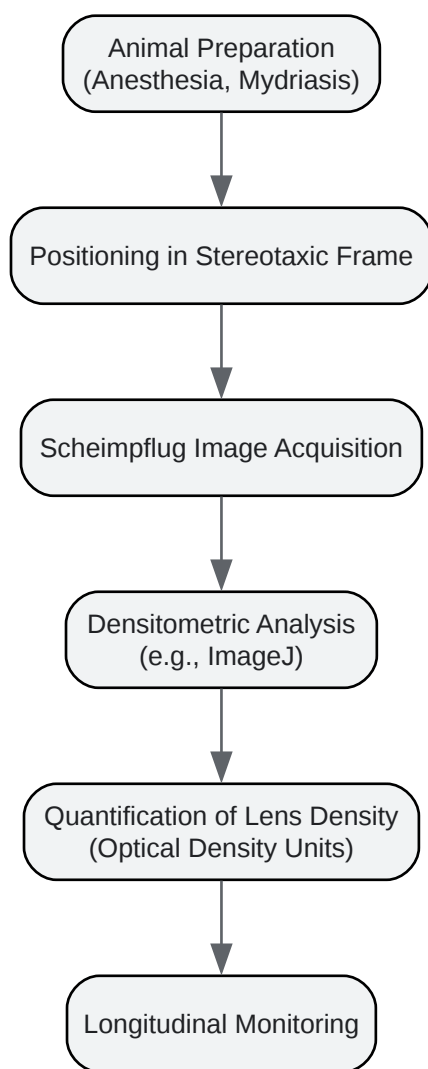 Animal Preparation
(Anesthesia, Mydriasis)
Positioning in Stereotaxic Frame
Scheimpflug Image Acquisition
Densitometric Analysis
(e.g., ImageJ)
Quantification of Lens Density
(Optical Density Units)
Longitudinal Monitoring